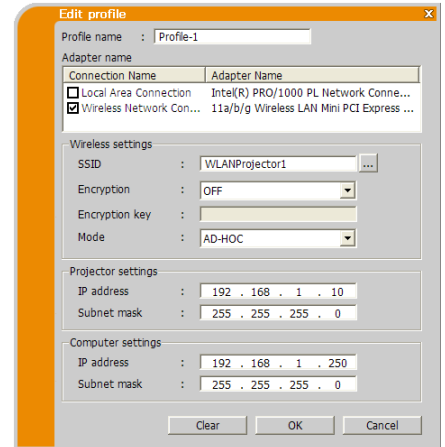 Edit profile x
Profile name : Profile-1
Adapter name
Connection Name Adapter Name
Local Area Connection Intel(R) PRO/1000 PL Network Conne...
Wireless Network Con... 11a/b/g Wireless LAN Mini PCI Express ...
Wireless settings
SSID : WLANProjector1 ...
Encryption : OFF
Encryption key :
Mode : AD-HOC
Projector settings
IP address : 192 . 168 . 1 . 10
Subnet mask : 255 . 255 . 255 . 0
Computer settings
IP address : 192 . 168 . 1 . 250
Subnet mask : 255 . 255 . 255 . 0
Clear OK Cancel